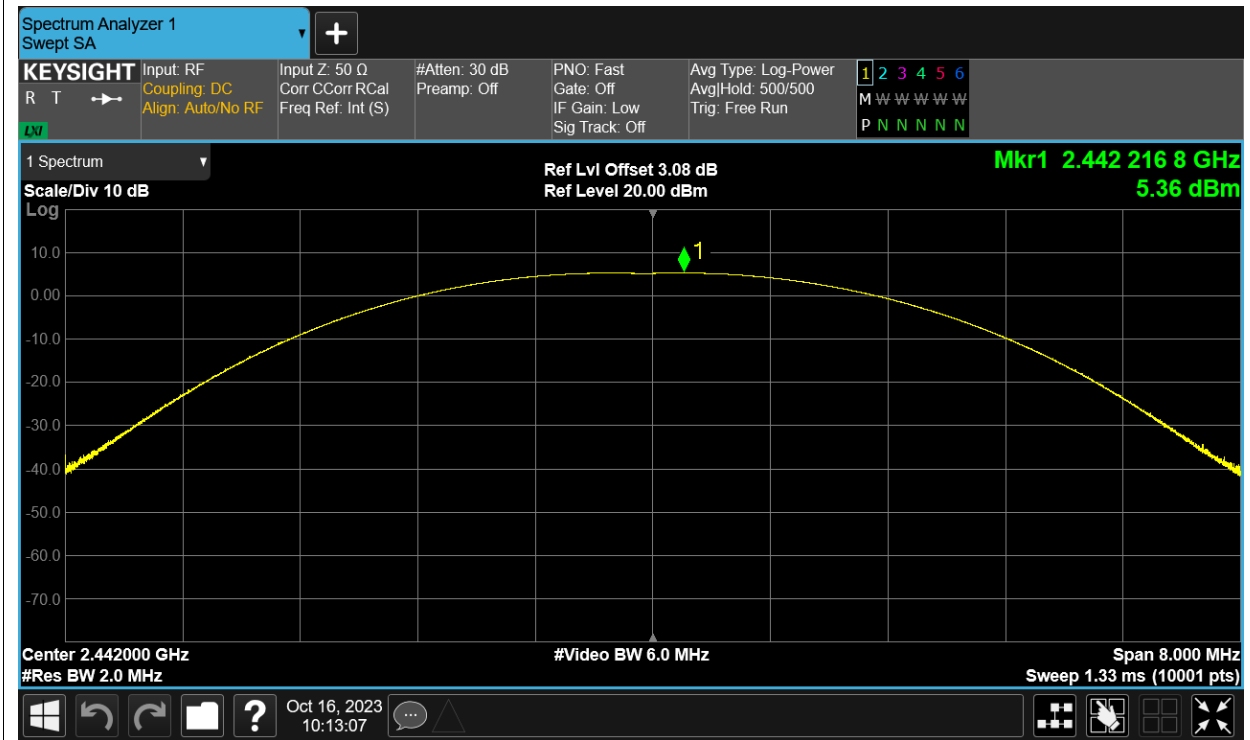 Spectrum Analyzer 1
Swept SA
KEYSIGHT
R T
LXI
Input: RF
Coupling: DC
Align: Auto/No RF
Input Z: 50 Ω
Corr CCorr RCal
Freq Ref: Int (S)
#Atten: 30 dB
Preamp: Off
PNO: Fast
Gate: Off
IF Gain: Low
Sig Track: Off
Avg Type: Log-Power
Avg|Hold: 500/500
Trig: Free Run
1 2 3 4 5 6
M W W W W W W
P N N N N N N
1 Spectrum
Scale/Div 10 dB
Log
Ref Lvl Offset 3.08 dB
Ref Level 20.00 dBm
Mkr1 2.442 216 8 GHz
5.36 dBm
1
10.0
0.00
-10.0
-20.0
-30.0
-40.0
-50.0
-60.0
-70.0
Center 2.442000 GHz
#Video BW 6.0 MHz
Span 8.000 MHz
#Res BW 2.0 MHz
Sweep 1.33 ms (10001 pts)
?
Oct 16, 2023
10:13:07